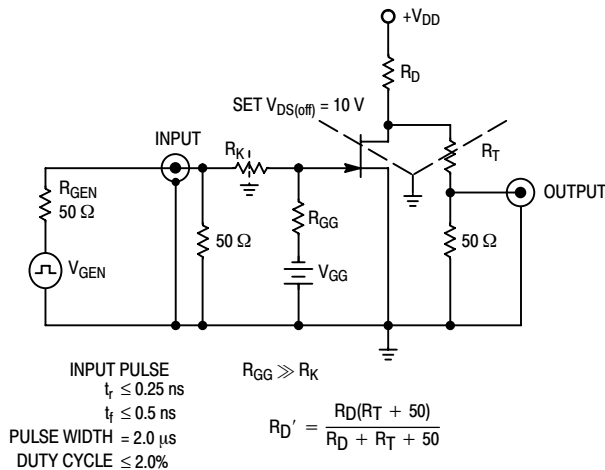 +VDD
RD
SET VDS(off) = 10 V
INPUT
RK
RT
OUTPUT
RGEN
50 Ω
RGG
50 Ω
50 Ω
VGEN
VGG
INPUT PULSE
tr ≤ 0.25 ns
tf ≤ 0.5 ns
PULSE WIDTH = 2.0 μs
DUTY CYCLE ≤ 2.0%
RGG ≫ RK
RD′ = RD(RT + 50) / RD + RT + 50